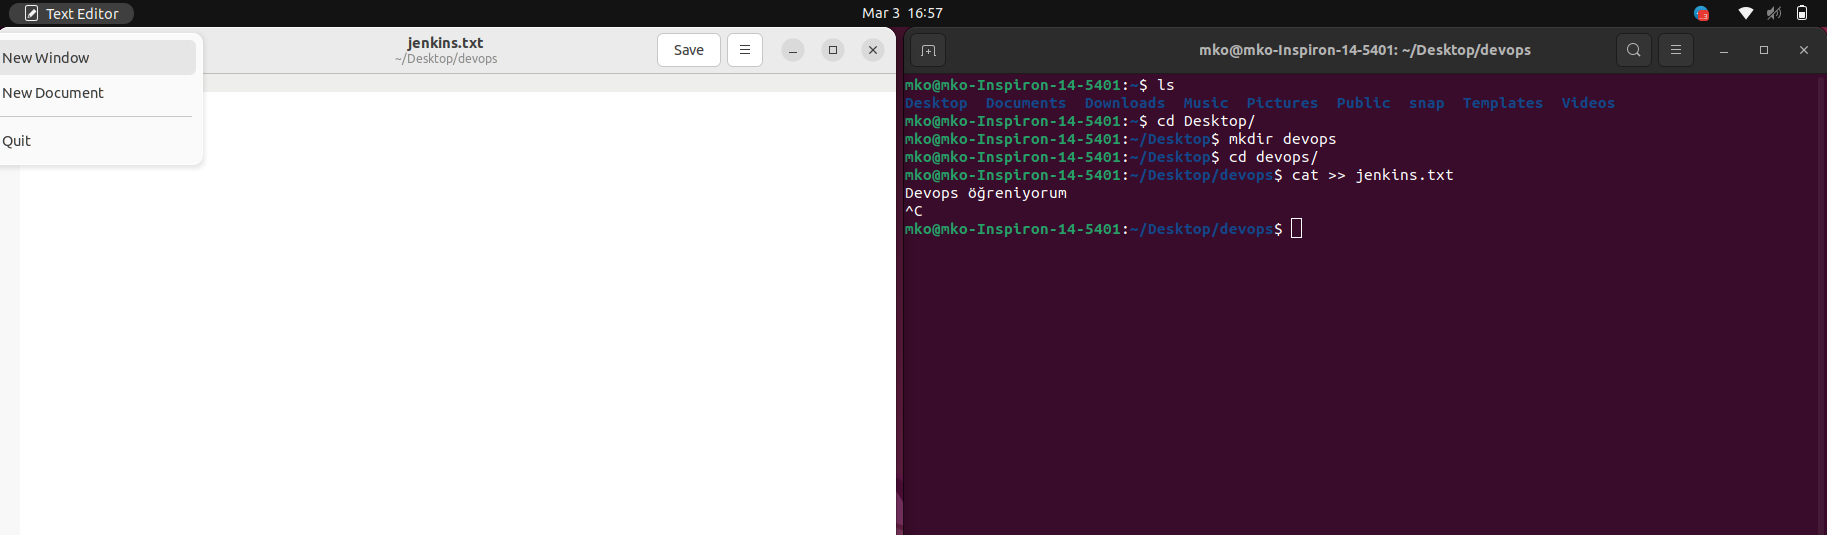 Text Editor
Mar 3 16:57
3
New Window
New Document
Quit
jenkins.txt
~/Desktop/devops
Save
mko@mko-Inspiron-14-5401: ~/Desktop/devops
mko@mko-Inspiron-14-5401:~$ ls
Desktop Documents Downloads Music Pictures Public snap Templates Videos
mko@mko-Inspiron-14-5401:~$ cd Desktop/
mko@mko-Inspiron-14-5401:~/Desktop$ mkdir devops
mko@mko-Inspiron-14-5401:~/Desktop$ cd devops/
mko@mko-Inspiron-14-5401:~/Desktop/devops$ cat >> jenkins.txt
Devops öğreniyorum
^C
mko@mko-Inspiron-14-5401:~/Desktop/devops$